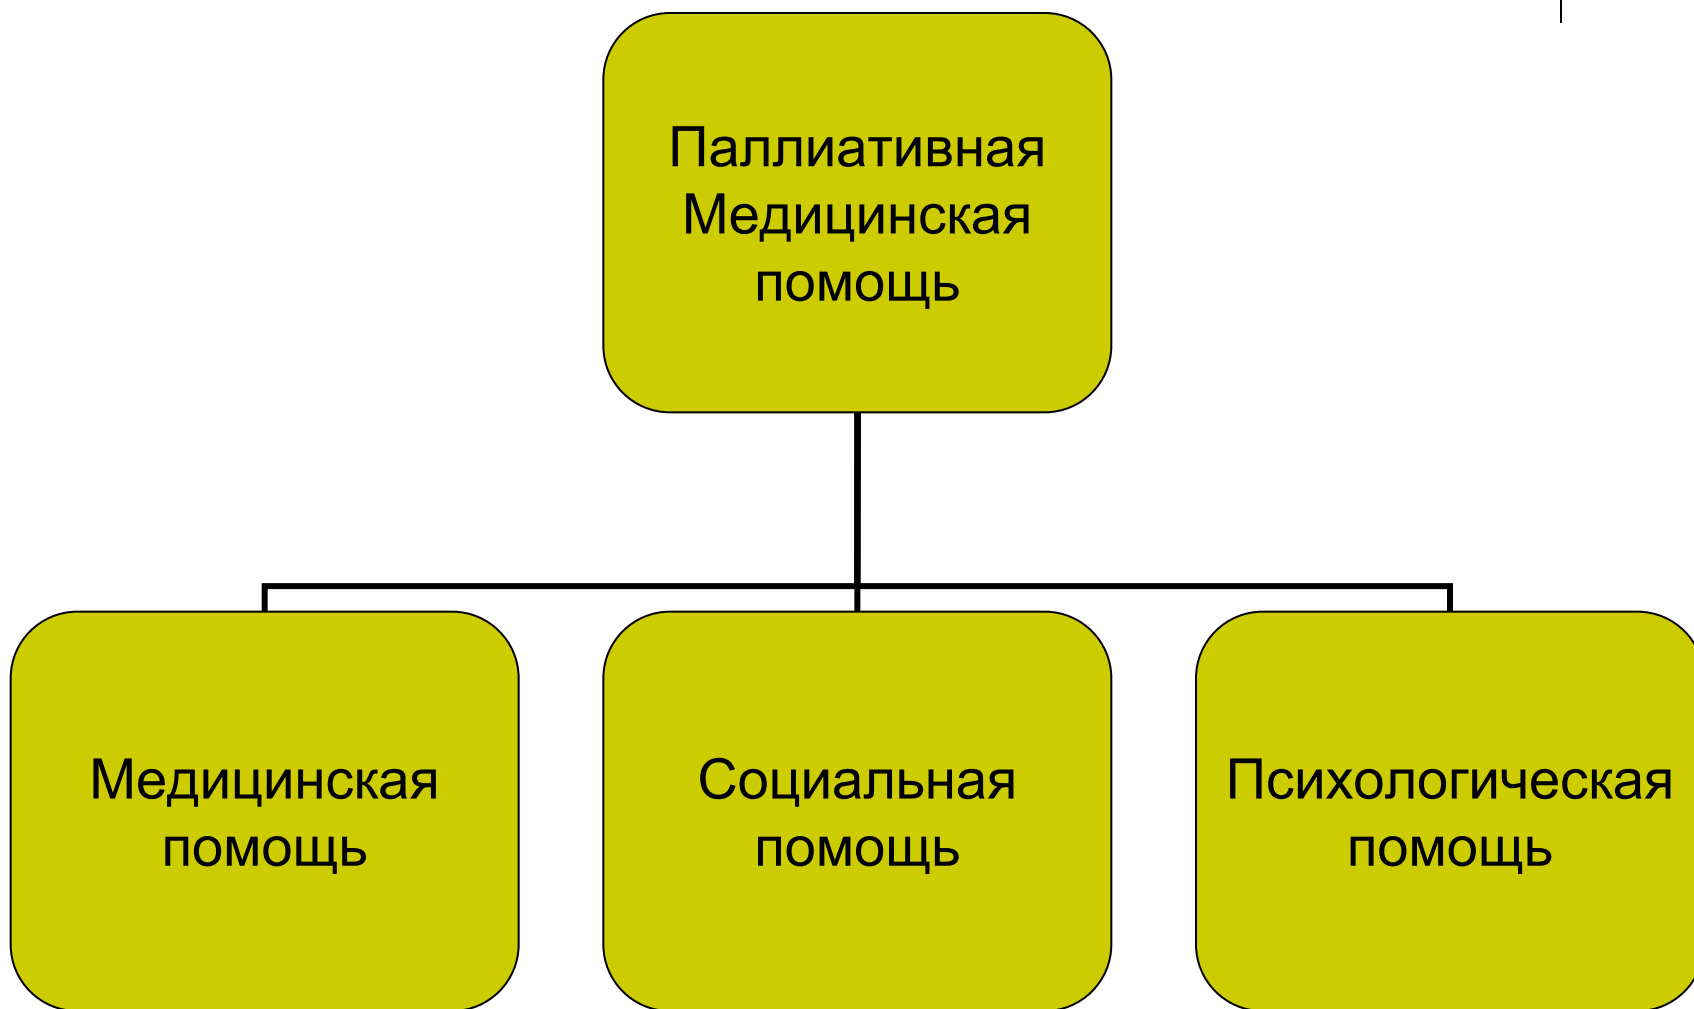 Паллиативная
Медицинская
помощь
Медицинская
помощь
Социальная
помощь
Психологическая
помощь